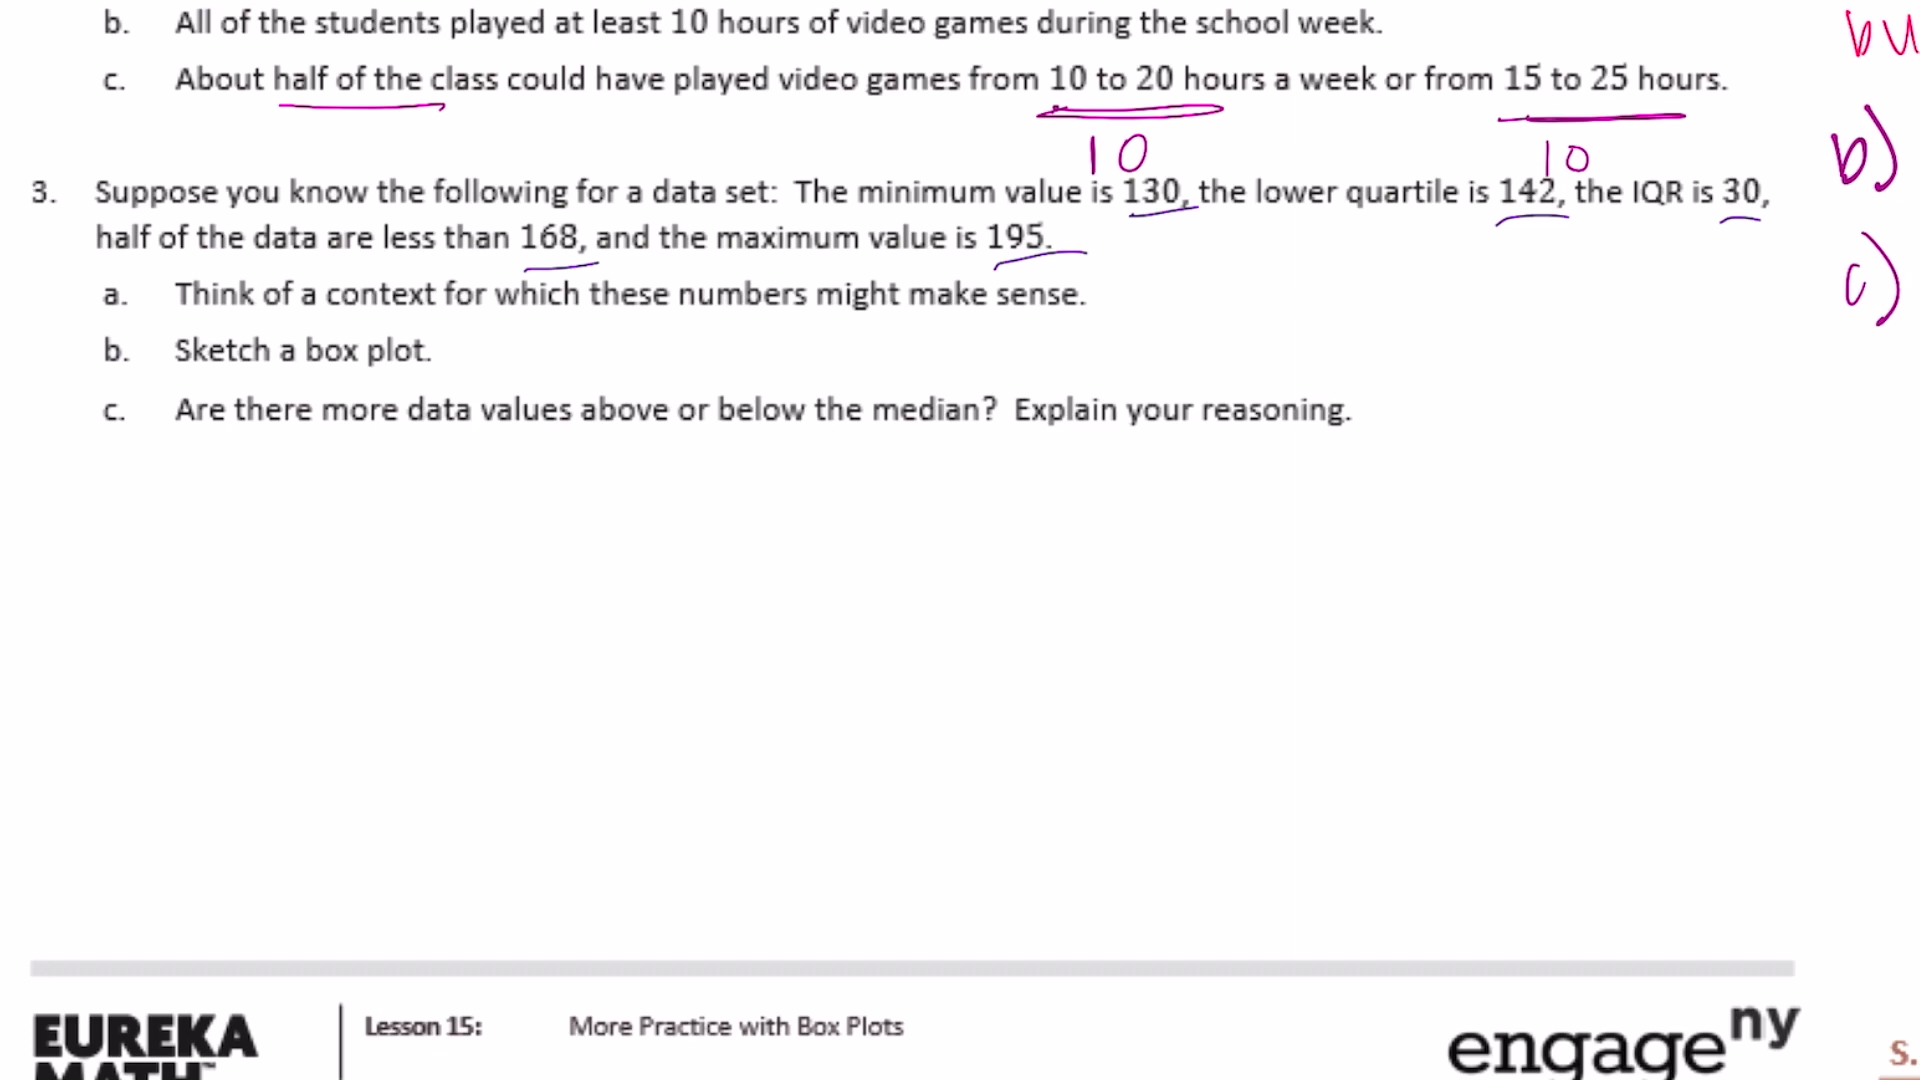 b. All of the students played at least 10 hours of video games during the school week.
bu
c. About half of the class could have played video games from 10 to 20 hours a week or from 15 to 25 hours.
10 10
b)
3. Suppose you know the following for a data set: The minimum value is 130, the lower quartile is 142, the IQR is 30,
half of the data are less than 168, and the maximum value is 195.
a. Think of a context for which these numbers might make sense.
c)
b. Sketch a box plot.
c. Are there more data values above or below the median? Explain your reasoning.
EUREKA
MATH™
Lesson 15: More Practice with Box Plots
engage ny
S.